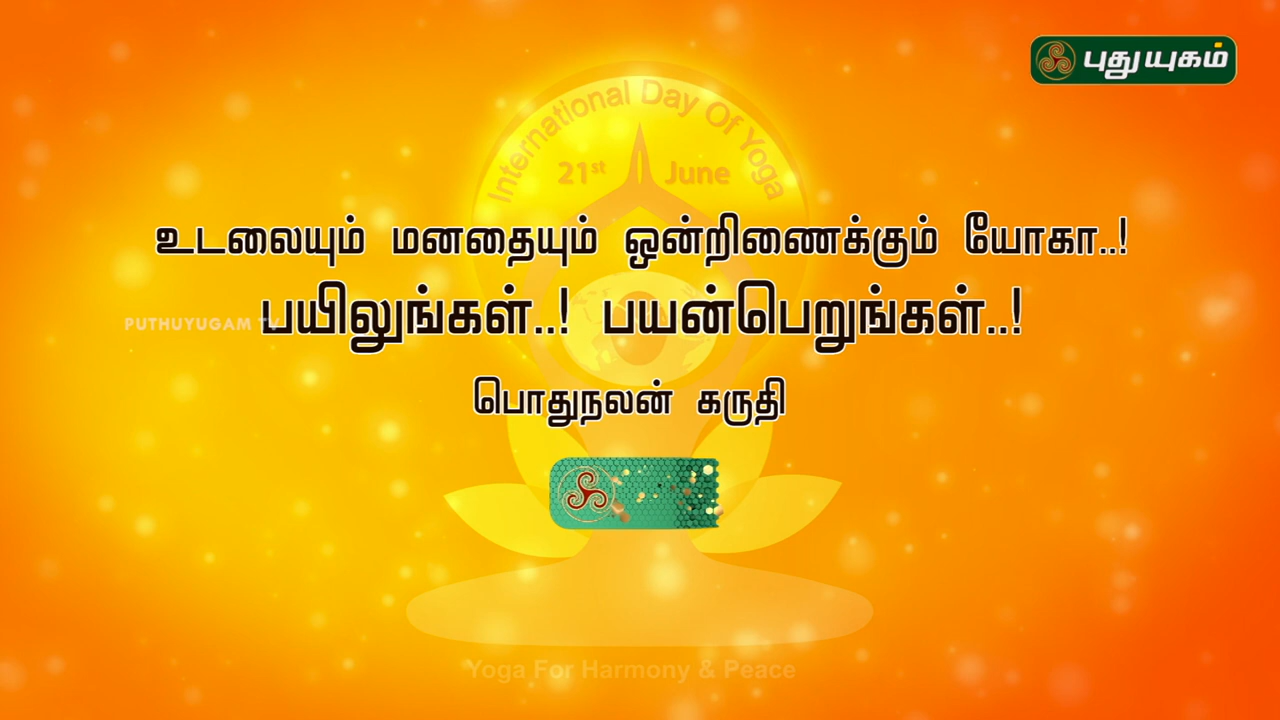 புதுயுகம்
International Day Of Yoga
21st June
உடலையும் மனதையும் ஒன்றிணைக்கும் யோகா..!
பயிலுங்கள்..! பயன்பெறுங்கள்..!
PUTHUYUGAM TV
பொதுநலன் கருதி
Yoga For Harmony & Peace